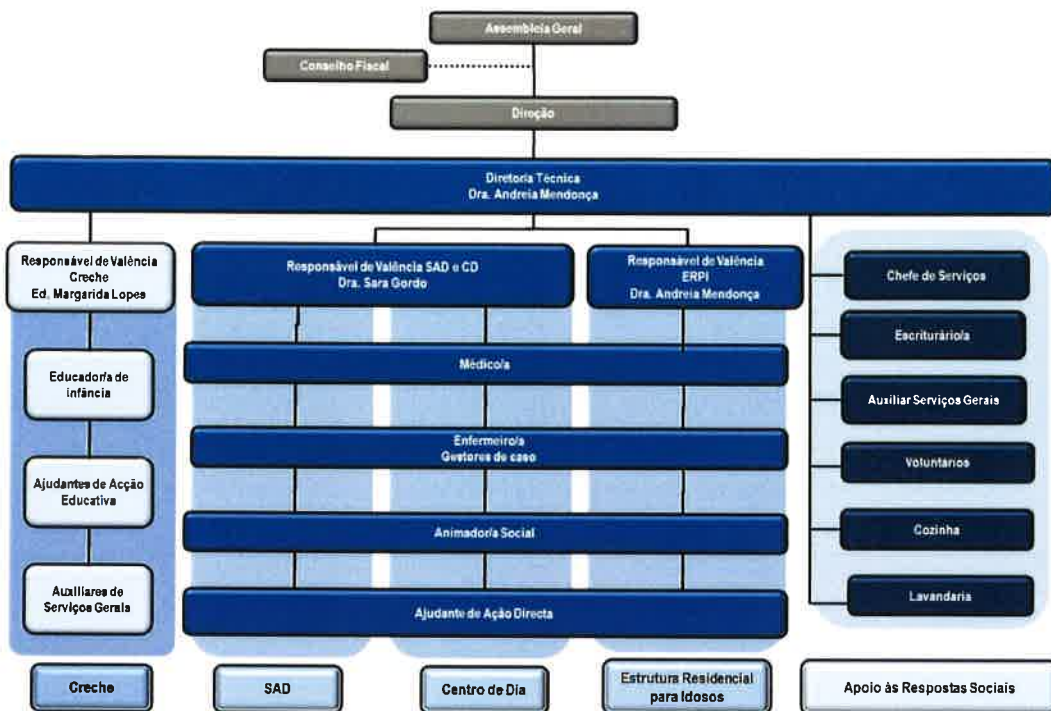 Assembleia Geral
Conselho Fiscal
Direção
Diretor/a Técnica
Dra. Andreia Mendonça
Responsável de Valência
Creche
Ed. Margarida Lopes
Educador/a de
infância
Ajudantes de Acção
Educativa
Auxiliares de
Serviços Gerais
Responsável de Valência SAD e CD
Dra. Sara Gordo
Responsável de Valência
ERPI
Dra. Andreia Mendonça
Médico/a
Enfermeiro/a
Gestores de caso
Animador/a Social
Ajudante de Ação Directa
Chefe de Serviços
Escriturário/a
Auxiliar Serviços Gerais
Voluntários
Cozinha
Lavandaria
Creche
SAD
Centro de Dia
Estrutura Residencial
para Idosos
Apoio às Respostas Sociais